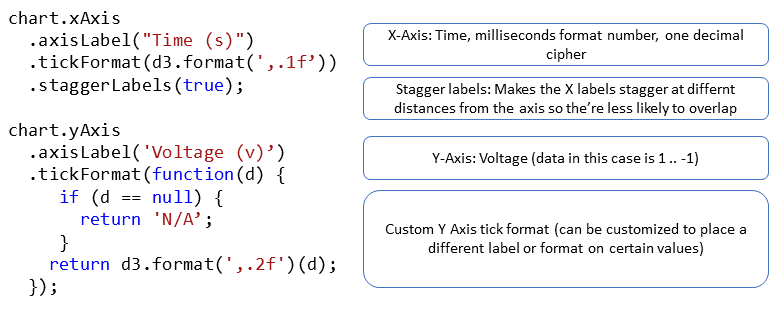 chart.xAxis
  .axisLabel("Time (s)")
  .tickFormat(d3.format(',.1f’))
  .staggerLabels(true);
chart.yAxis
  .axisLabel('Voltage (v)’)
  .tickFormat(function(d) {
     if (d == null) {
       return 'N/A’;
     }
    return d3.format(',.2f')(d);
  });
X-Axis: Time, milliseconds format number, one decimal
cipher
Stagger labels: Makes the X labels stagger at differnt
distances from the axis so the’re less likely to overlap
Y-Axis: Voltage (data in this case is 1 .. -1)
Custom Y Axis tick format (can be customized to place a
different label or format on certain values)